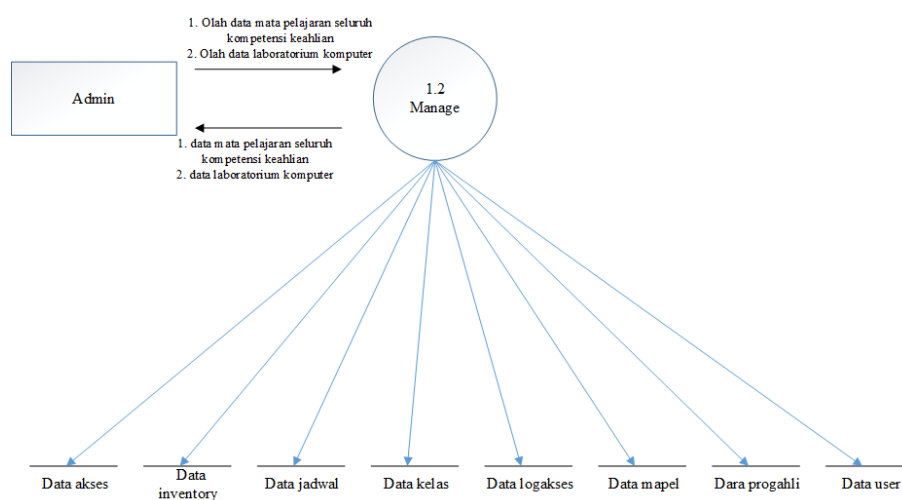 1. Olah data mata pelajaran seluruh
kompetensi keahlian
2. Olah data laboratorium komputer
Admin
1.2
Manage
1. data mata pelajaran seluruh
kompetensi keahlian
2. data laboratorium komputer
Data akses
Data
inventory
Data jadwal
Data kelas
Data logakses
Data mapel
Dara progahli
Data user